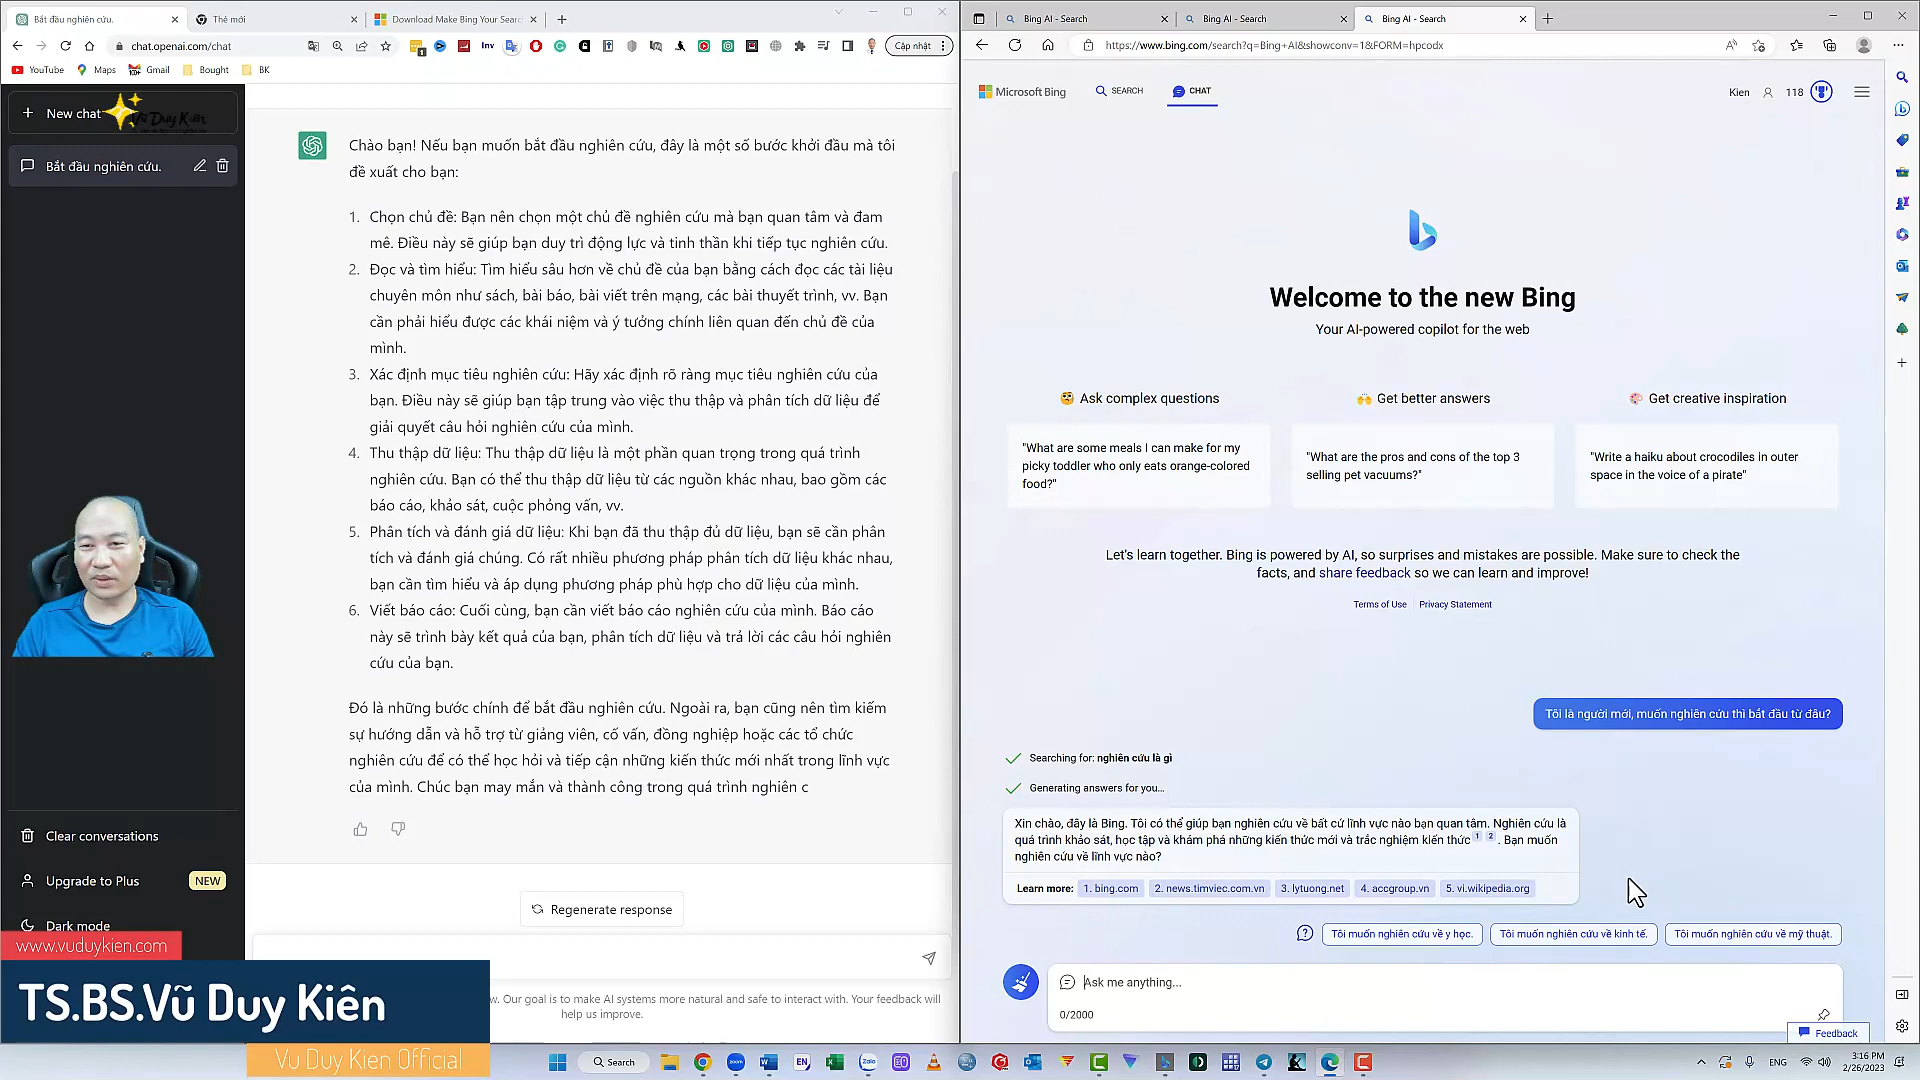 Bắt đầu nghiên cứu.
Thẻ mới
Download Make Bing Your Searc
chat.openai.com/chat
Inv
Cập nhật
YouTube
Maps
Gmail
Bought
BK
New chat
Vũ Duy Kiên
Bắt đầu nghiên cứu.
Clear conversations
Upgrade to Plus
NEW
Dark mode
Chào bạn! Nếu bạn muốn bắt đầu nghiên cứu, đây là một số bước khởi đầu mà tôi
đề xuất cho bạn:
1. Chọn chủ đề: Bạn nên chọn một chủ đề nghiên cứu mà bạn quan tâm và đam
mê. Điều này sẽ giúp bạn duy trì động lực và tinh thần khi tiếp tục nghiên cứu.
2. Đọc và tìm hiểu: Tìm hiểu sâu hơn về chủ đề của bạn bằng cách đọc các tài liệu
chuyên môn như sách, bài báo, bài viết trên mạng, các bài thuyết trình, vv. Bạn
cần phải hiểu được các khái niệm và ý tưởng chính liên quan đến chủ đề của
mình.
3. Xác định mục tiêu nghiên cứu: Hãy xác định rõ ràng mục tiêu nghiên cứu của
bạn. Điều này sẽ giúp bạn tập trung vào việc thu thập và phân tích dữ liệu để
giải quyết câu hỏi nghiên cứu của mình.
4. Thu thập dữ liệu: Thu thập dữ liệu là một phần quan trọng trong quá trình
nghiên cứu. Bạn có thể thu thập dữ liệu từ các nguồn khác nhau, bao gồm các
báo cáo, khảo sát, cuộc phỏng vấn, vv.
5. Phân tích và đánh giá dữ liệu: Khi bạn đã thu thập đủ dữ liệu, bạn sẽ cần phân
tích và đánh giá chúng. Có rất nhiều phương pháp phân tích dữ liệu khác nhau,
bạn cần tìm hiểu và áp dụng phương pháp phù hợp cho dữ liệu của mình.
6. Viết báo cáo: Cuối cùng, bạn cần viết báo cáo nghiên cứu của mình. Báo cáo
này sẽ trình bày kết quả của bạn, phân tích dữ liệu và trả lời các câu hỏi nghiên
cứu của bạn.
Đó là những bước chính để bắt đầu nghiên cứu. Ngoài ra, bạn cũng nên tìm kiếm
sự hướng dẫn và hỗ trợ từ giảng viên, cố vấn, đồng nghiệp hoặc các tổ chức
nghiên cứu để có thể học hỏi và tiếp cận những kiến thức mới nhất trong lĩnh vực
của mình. Chúc bạn may mắn và thành công trong quá trình nghiên c
Regenerate response
w. Our goal is to make AI systems more natural and safe to interact with. Your feedback will
help us improve.
www.vuduykien.com
TS.BS.Vũ Duy Kiên
Vu Duy Kien Official
Bing AI - Search
Bing AI - Search
Bing AI - Search
https://www.bing.com/search?q=Bing+AI&showconv=1&FORM=hpcodx
Microsoft Bing
SEARCH
CHAT
Kien
118
Welcome to the new Bing
Your AI-powered copilot for the web
Ask complex questions
Get better answers
Get creative inspiration
"What are some meals I can make for my
picky toddler who only eats orange-colored
food?"
"What are the pros and cons of the top 3
selling pet vacuums?"
"Write a haiku about crocodiles in outer
space in the voice of a pirate"
Let's learn together. Bing is powered by AI, so surprises and mistakes are possible. Make sure to check the
facts, and share feedback so we can learn and improve!
Terms of Use
Privacy Statement
Tôi là người mới, muốn nghiên cứu thì bắt đầu từ đâu?
Searching for: nghiên cứu là gì
Generating answers for you...
Xin chào, đây là Bing. Tôi có thể giúp bạn nghiên cứu về bất cứ lĩnh vực nào bạn quan tâm. Nghiên cứu là
quá trình khảo sát, học tập và khám phá những kiến thức mới và trắc nghiệm kiến thức 1 2 . Bạn muốn
nghiên cứu về lĩnh vực nào?
Learn more: 1. bing.com 2. news.timviec.com.vn 3. lytuong.net 4. accgroup.vn 5. vi.wikipedia.org
Tôi muốn nghiên cứu về y học.
Tôi muốn nghiên cứu về kinh tế.
Tôi muốn nghiên cứu về mỹ thuật.
Ask me anything...
0/2000
Feedback
Search
zoom
EN
Zalo
ENG
3:16 PM
2/26/2023